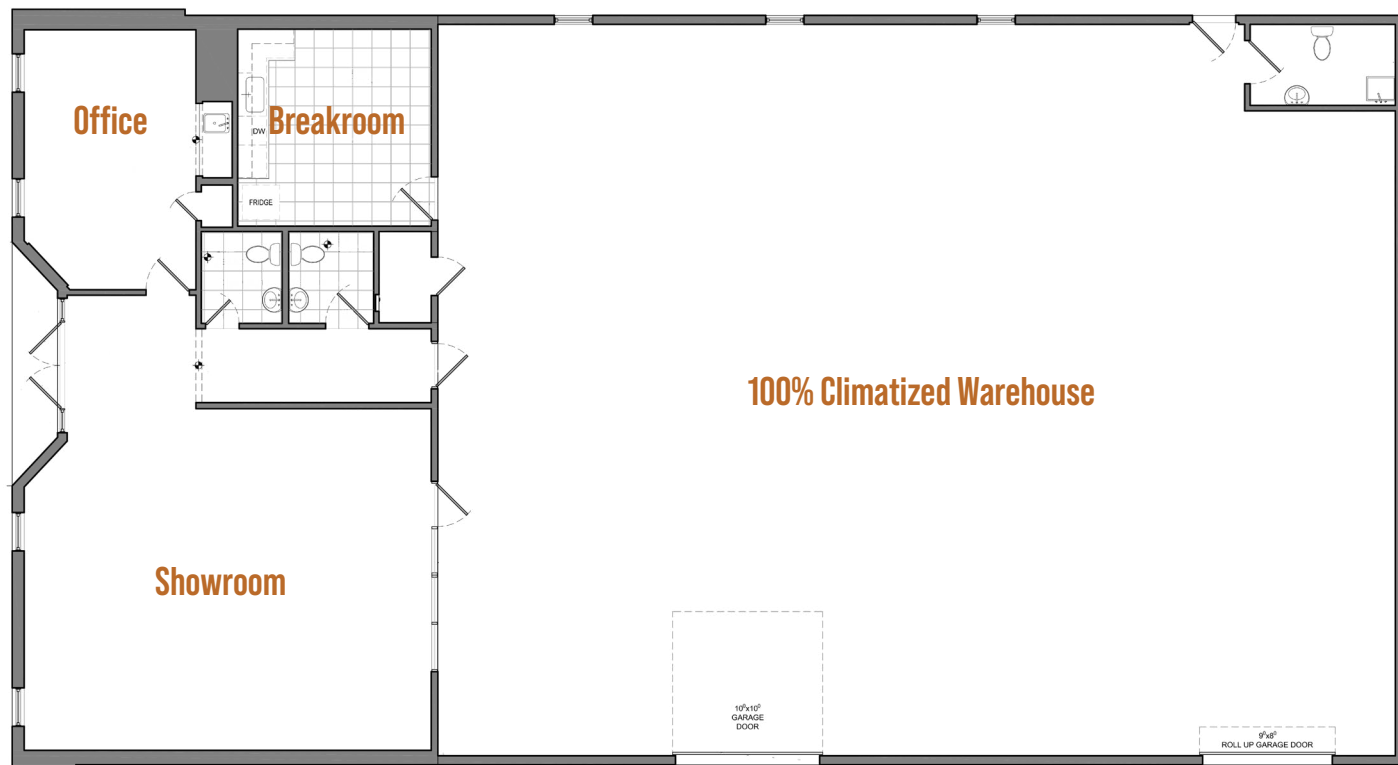 Office
Breakroom
DW
FRIDGE
100% Climatized Warehouse
Showroom
10⁰x10⁰
GARAGE
DOOR
9⁰x8⁰
ROLL UP GARAGE DOOR